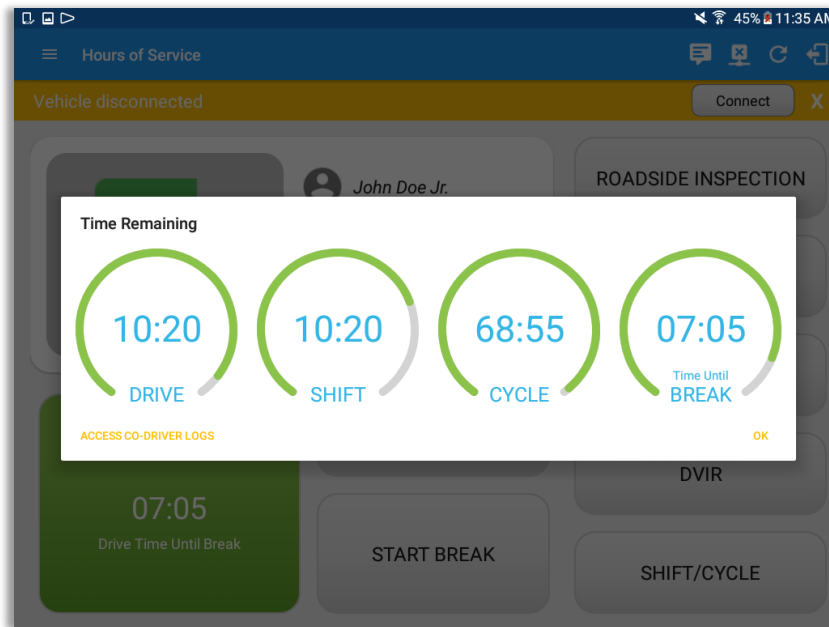 45% 11:35 AM
Hours of Service
Vehicle disconnected
Connect
X
John Doe Jr.
ROADSIDE INSPECTION
Time Remaining
10:20
DRIVE
10:20
SHIFT
68:55
CYCLE
07:05
Time Until
BREAK
ACCESS CO-DRIVER LOGS
OK
07:05
Drive Time Until Break
START BREAK
DVIR
SHIFT/CYCLE